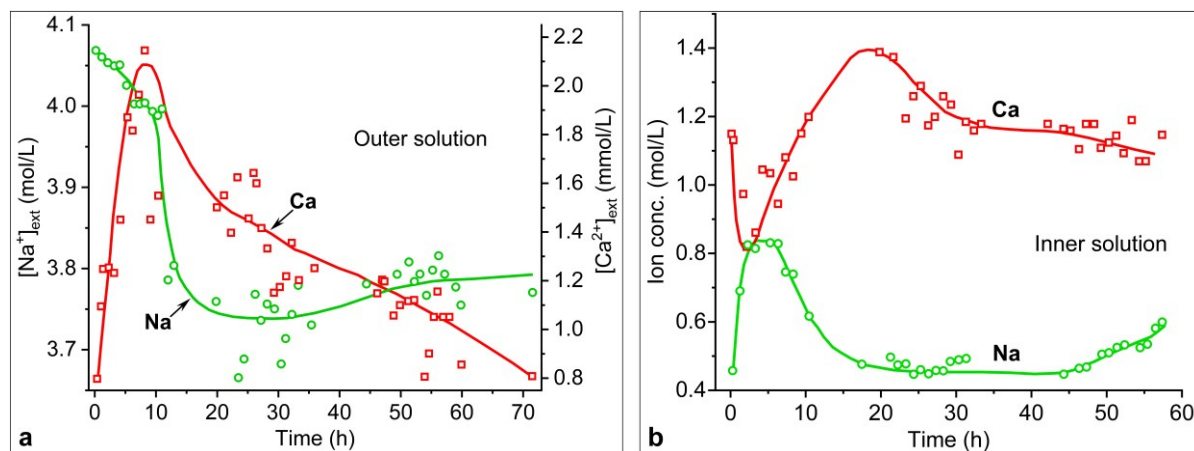 4.1
4.0
3.9
3.8
3.7
[Na⁺]ext (mol/L)
2.2
2.0
1.8
1.6
1.4
1.2
1.0
0.8
[Ca²⁺]ext (mmol/L)
Outer solution
Ca
Na
0 10 20 30 40 50 60 70
Time (h)
a
1.4
1.2
1.0
0.8
0.6
0.4
Ion conc. (mol/L)
Ca
Inner solution
Na
0 10 20 30 40 50 60
Time (h)
b